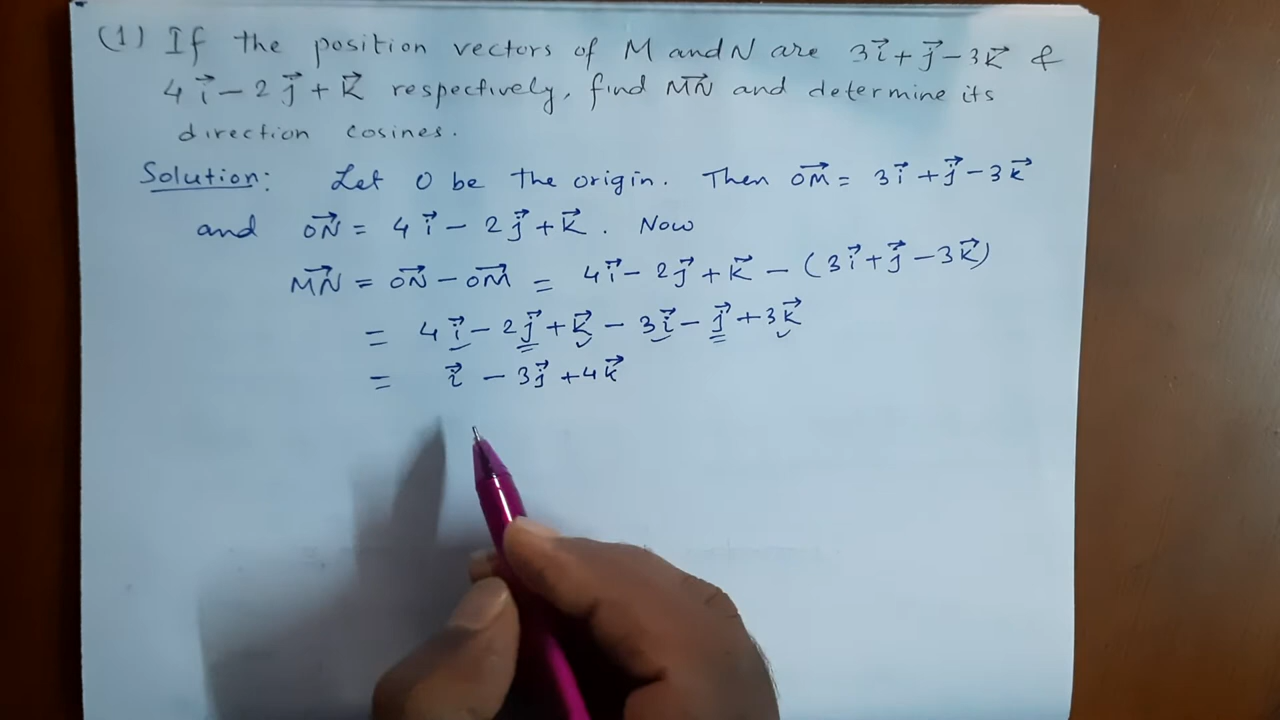 (1) If the position vectors of M and N are 3i⃗ + j⃗ - 3k⃗ &
4i⃗ - 2j⃗ + k⃗ respectively, find MN⃗ and determine its
direction cosines.
Solution: Let O be the origin. Then OM⃗ = 3i⃗ + j⃗ - 3k⃗
and ON⃗ = 4i⃗ - 2j⃗ + k⃗. Now
MN⃗ = ON⃗ - OM⃗ = 4i⃗ - 2j⃗ + k⃗ - (3i⃗ + j⃗ - 3k⃗)
= 4i⃗ - 2j⃗ + k⃗ - 3i⃗ - j⃗ + 3k⃗
= i⃗ - 3j⃗ + 4k⃗